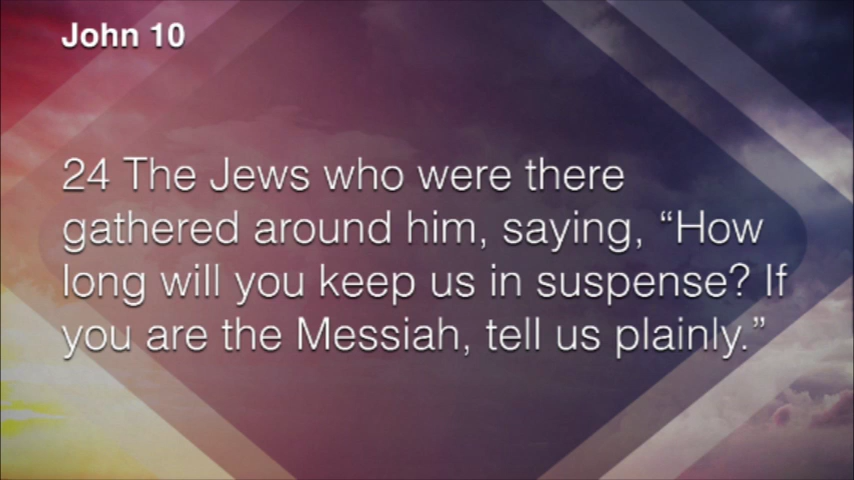 John 10
24 The Jews who were there
gathered around him, saying, “How
long will you keep us in suspense? If
you are the Messiah, tell us plainly.”